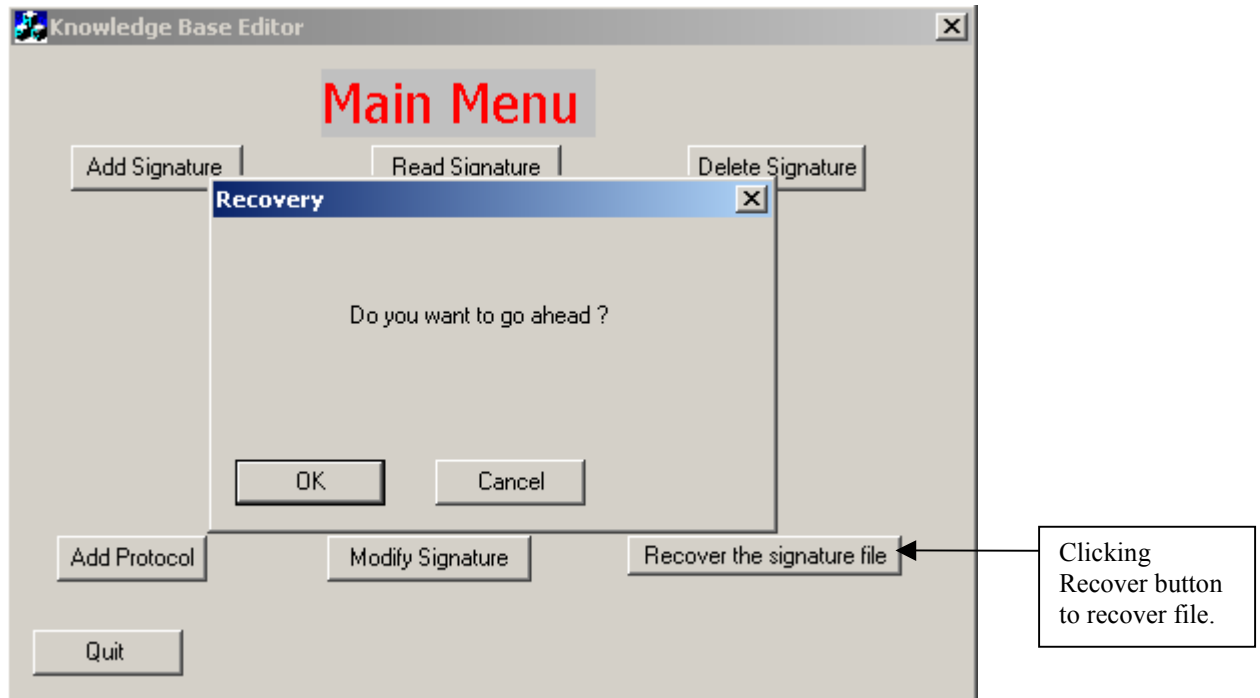 Knowledge Base Editor
Main Menu
Add Signature
Read Signature
Delete Signature
Recovery
Do you want to go ahead ?
OK
Cancel
Add Protocol
Modify Signature
Recover the signature file
Clicking
Recover button
to recover file.
Quit